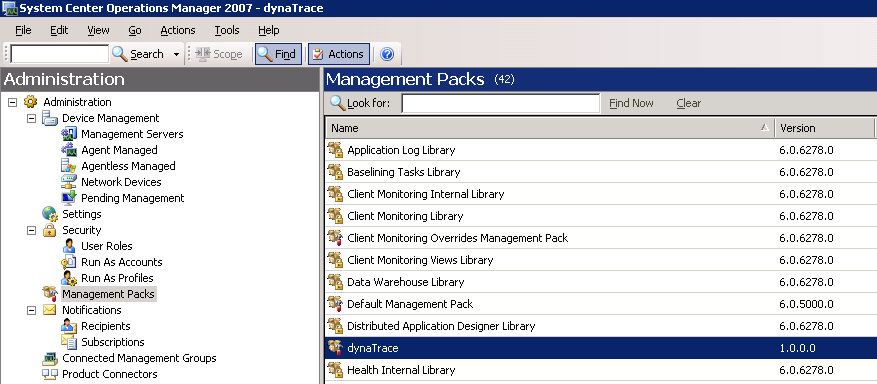 System Center Operations Manager 2007 - dynaTrace
File Edit View Go Actions Tools Help
Search Scope Find Actions
Administration
Administration
Device Management
Management Servers
Agent Managed
Agentless Managed
Network Devices
Pending Management
Settings
Security
User Roles
Run As Accounts
Run As Profiles
Management Packs
Notifications
Recipients
Subscriptions
Connected Management Groups
Product Connectors
Management Packs (42)
Look for: Find Now Clear
Name Version
Application Log Library 6.0.6278.0
Baselining Tasks Library 6.0.6278.0
Client Monitoring Internal Library 6.0.6278.0
Client Monitoring Library 6.0.6278.0
Client Monitoring Overrides Management Pack 6.0.6278.0
Client Monitoring Views Library 6.0.6278.0
Data Warehouse Library 6.0.6278.0
Default Management Pack 6.0.5000.0
Distributed Application Designer Library 6.0.6278.0
dynaTrace 1.0.0.0
Health Internal Library 6.0.6278.0